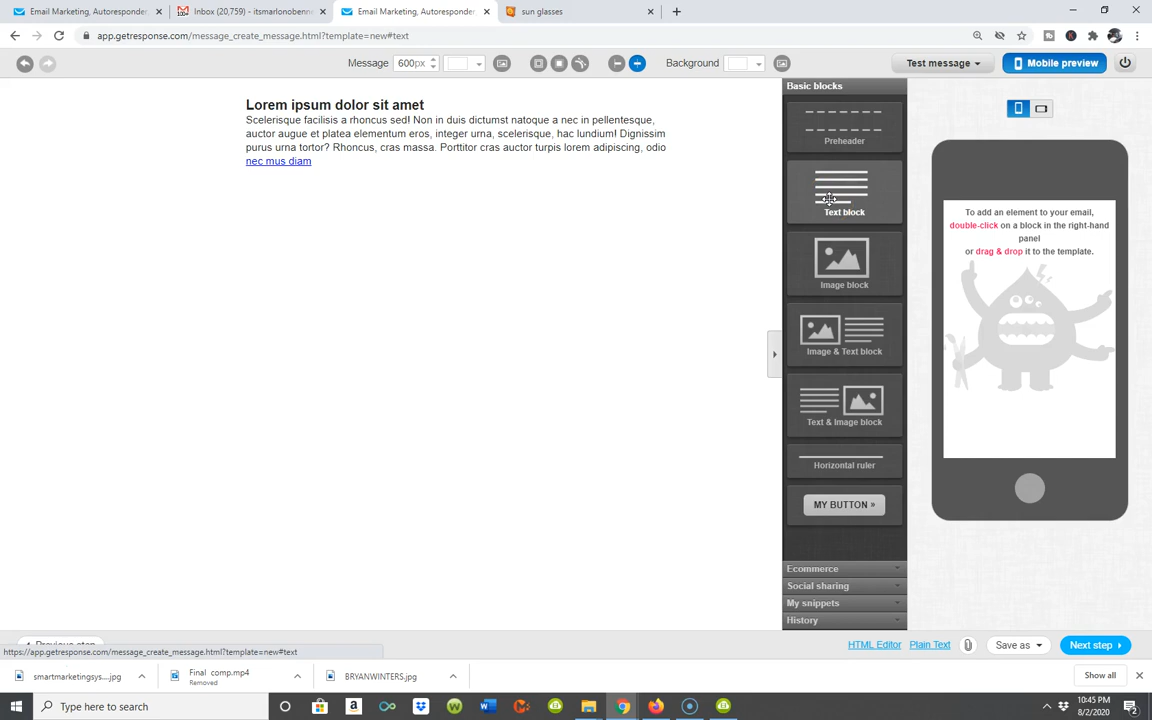 Email Marketing, Autoresponder,
Inbox (20,759) - itsmarlonobenn
Email Marketing, Autoresponder
sun glasses
app.getresponse.com/message_create_message.html?template=new#text
Message
600px
Background
Test message
Mobile preview
Lorem ipsum dolor sit amet
Scelerisque facilisis a rhoncus sed! Non in duis dictumst natoque a nec in pellentesque,
auctor augue et platea elementum eros, integer urna, scelerisque, hac lundium! Dignissim
purus urna tortor? Rhoncus, cras massa. Porttitor cras auctor turpis lorem adipiscing, odio
nec mus diam
Basic blocks
Preheader
Text block
Image block
Image & Text block
Text & Image block
Horizontal ruler
MY BUTTON »
Ecommerce
Social sharing
My snippets
History
To add an element to your email,
double-click on a block in the right-hand
panel
or drag & drop it to the template.
HTML Editor
Plain Text
Save as
Next step
https://app.getresponse.com/message_create_message.html?template=new#text
smartmarketingsys....jpg
Final comp.mp4
Removed
BRYANWINTERS.jpg
Show all
Type here to search
10:45 PM
8/2/2020